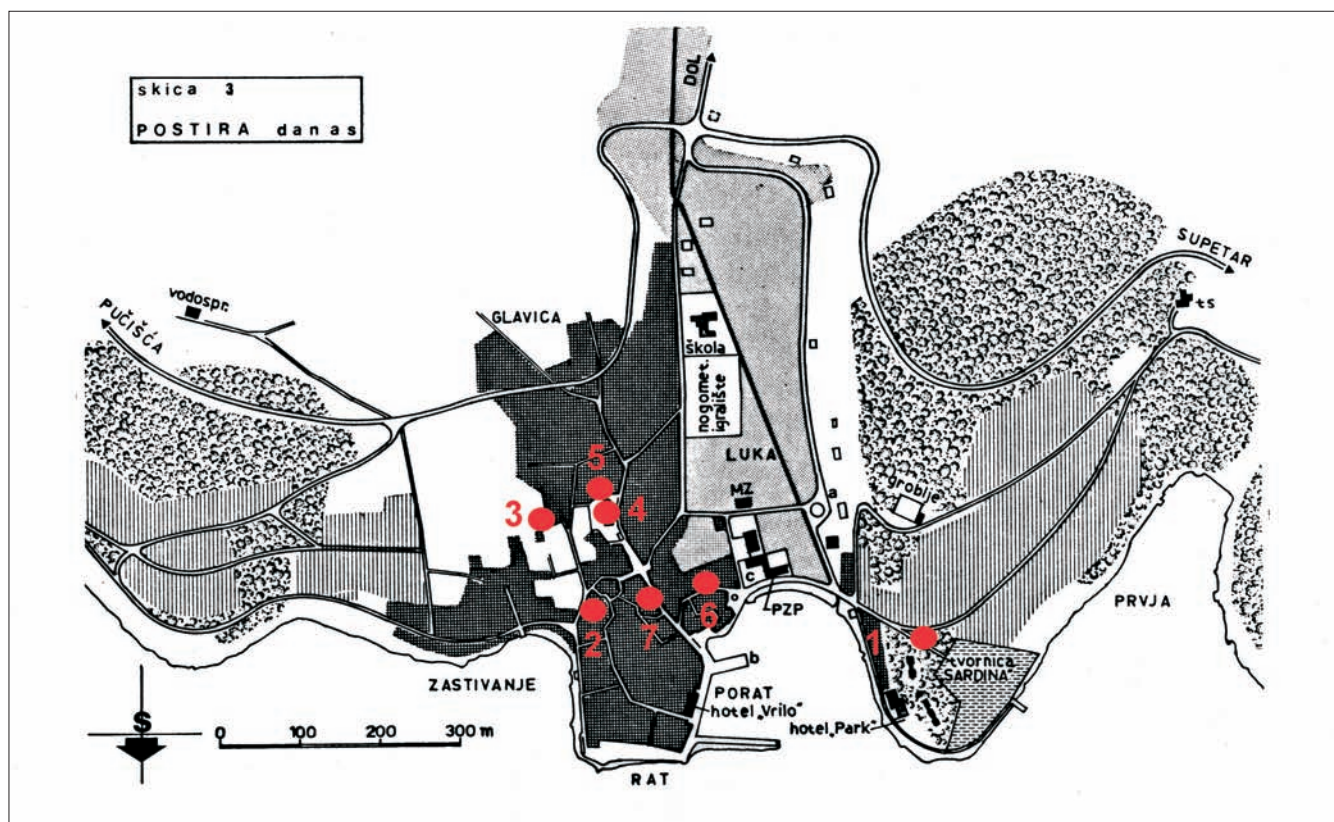 skica 3
POSTIRA danas
DOL
SUPETAR
ts
vodospr.
PUČIŠĆA
GLAVICA
škola
nogomet.
igralište
LUKA
MZ
a
groblje
5
3
4
c
PZP
6
2
7
1
PRVJA
tvornica
"SARDINA"
b
ZASTIVANJE
PORAT
hotel „Vrilo"
hotel „Park"
S
0 100 200 300 m
RAT